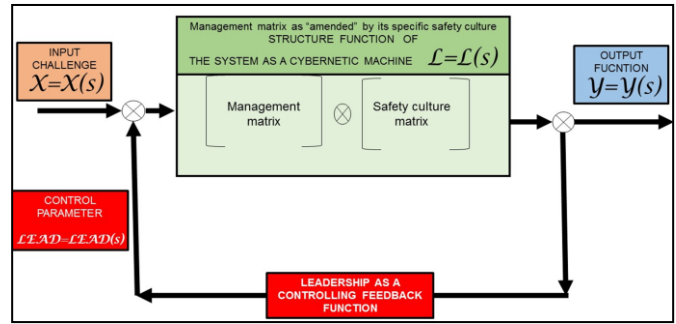 Management matrix as “amended” by its specific safety culture
STRUCTURE FUNCTION OF
THE SYSTEM AS A CYBERNETIC MACHINE ℒ=ℒ(s)
INPUT
CHALLENGE
X=X(s)
OUTPUT
FUCNTION
Y=Y(s)
Management
matrix
⊗
Safety culture
matrix
CONTROL
PARAMETER
LEAD=LEAD(s)
LEADERSHIP AS A
CONTROLLING FEEDBACK
FUNCTION